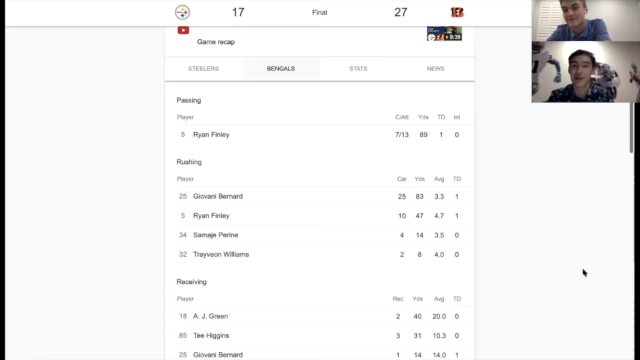 17 Final 27
Game recap
8:39
STEELERS BENGALS STATS NEWS
Passing
Player C/Att Yds TD Int
5 Ryan Finley 7/13 89 1 0
Rushing
Player Car Yds Avg TD
25 Giovani Bernard 25 83 3.3 1
5 Ryan Finley 10 47 4.7 1
34 Samaje Perine 4 14 3.5 0
32 Trayveon Williams 2 8 4.0 0
Receiving
Player Rec Yds Avg TD
18 A. J. Green 2 40 20.0 0
85 Tee Higgins 3 31 10.3 0
25 Giovani Bernard 1 14 14.0 1